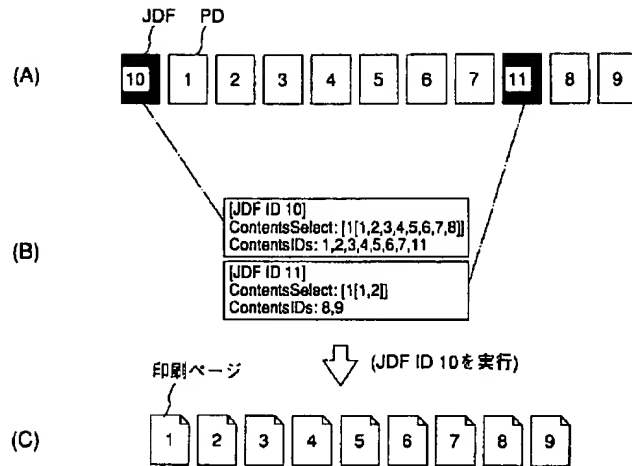 JDF PD
(A) 10 1 2 3 4 5 6 7 11 8 9
(B)
[JDF ID 10]
ContentsSelect: [1[1,2,3,4,5,6,7,8]]
ContentsIDs: 1,2,3,4,5,6,7,11
[JDF ID 11]
ContentsSelect: [1[1,2]]
ContentsIDs: 8,9
(JDF ID 10を実行)
印刷ページ
(C) 1 2 3 4 5 6 7 8 9